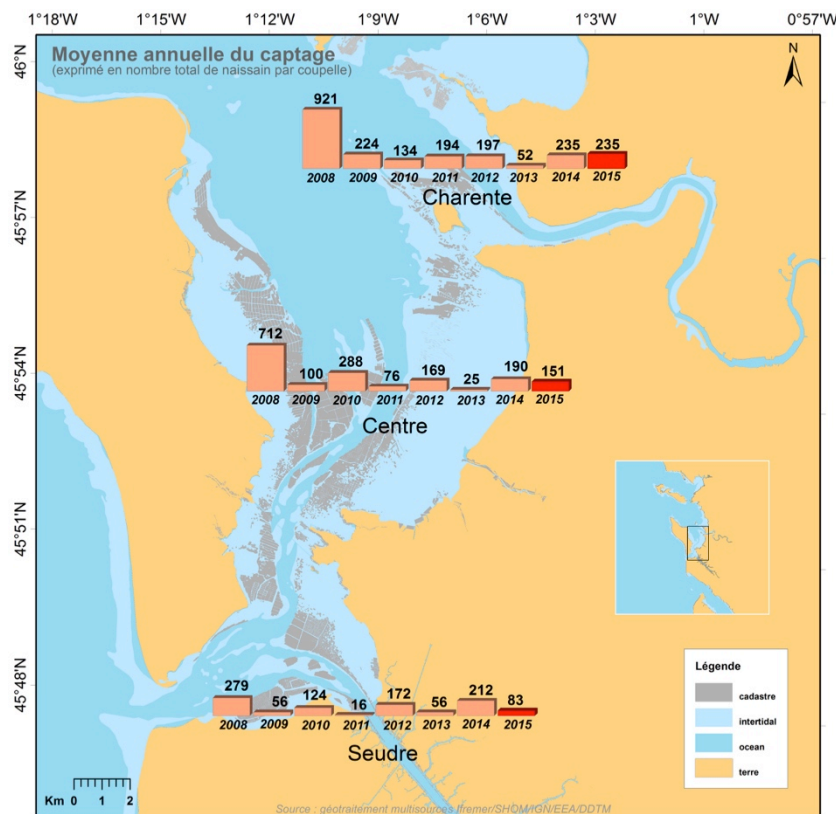 1°18'W 1°15'W 1°12'W 1°9'W 1°6'W 1°3'W 1°W 0°57'W
Moyenne annuelle du captage
(exprimé en nombre total de naissain par coupelle)
N
46°N
921 224 134 194 197 52 235 235
2008 2009 2010 2011 2012 2013 2014 2015
Charente
45°57'N
712 100 288 76 169 25 190 151
45°54'N
2008 2009 2010 2011 2012 2013 2014 2015
Centre
45°51'N
45°48'N
279 56 124 16 172 56 212 83
2008 2009 2010 2011 2012 2013 2014 2015
Seudre
Légende
cadastre
intertidal
ocean
terre
Km 0 1 2
Source : géotraitement multisources Ifremer/SHOM/IGN/EEA/DDTM